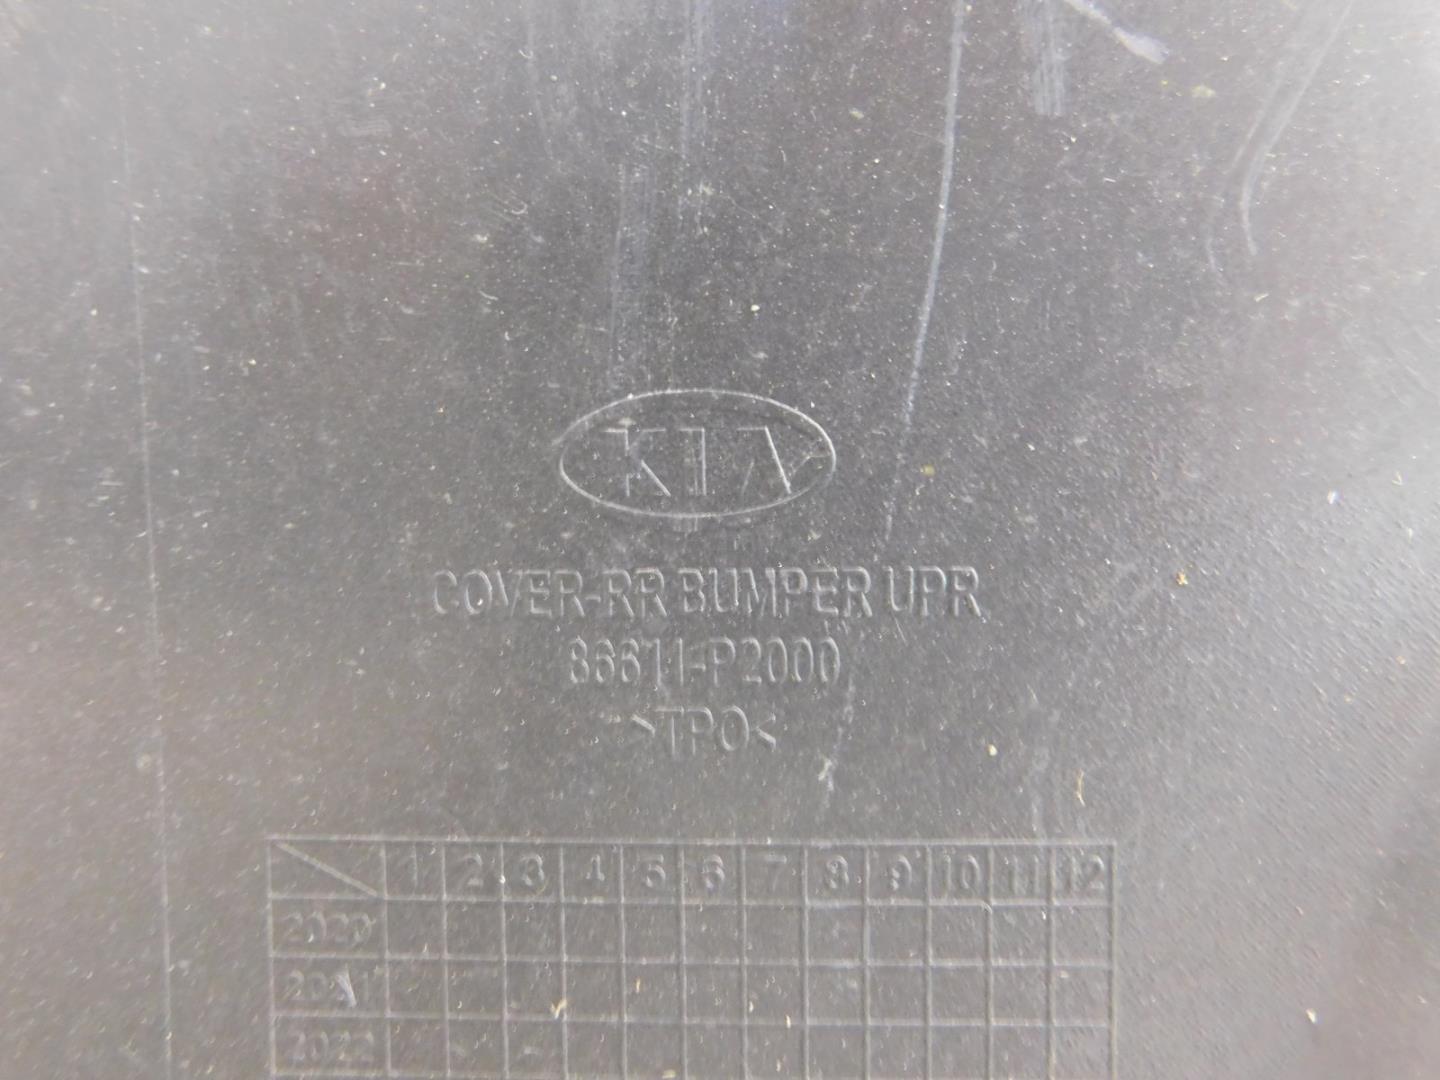 KIA
COVER-RR BUMPER UPR
86611-P2000
>TPO<
1 2 3 4 5 6 7 8 9 10 11 12
2020
2021
2022